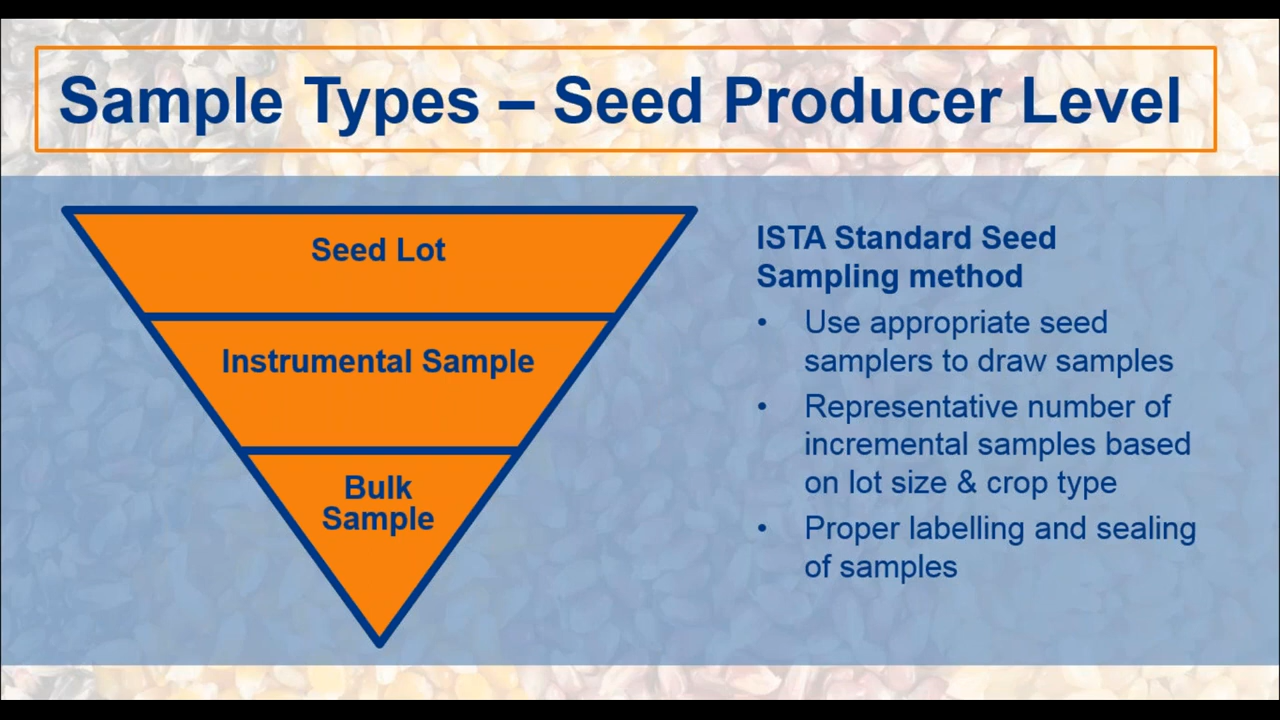 Sample Types – Seed Producer Level
Seed Lot
Instrumental Sample
Bulk
Sample
ISTA Standard Seed
Sampling method
• Use appropriate seed
samplers to draw samples
• Representative number of
incremental samples based
on lot size & crop type
• Proper labelling and sealing
of samples